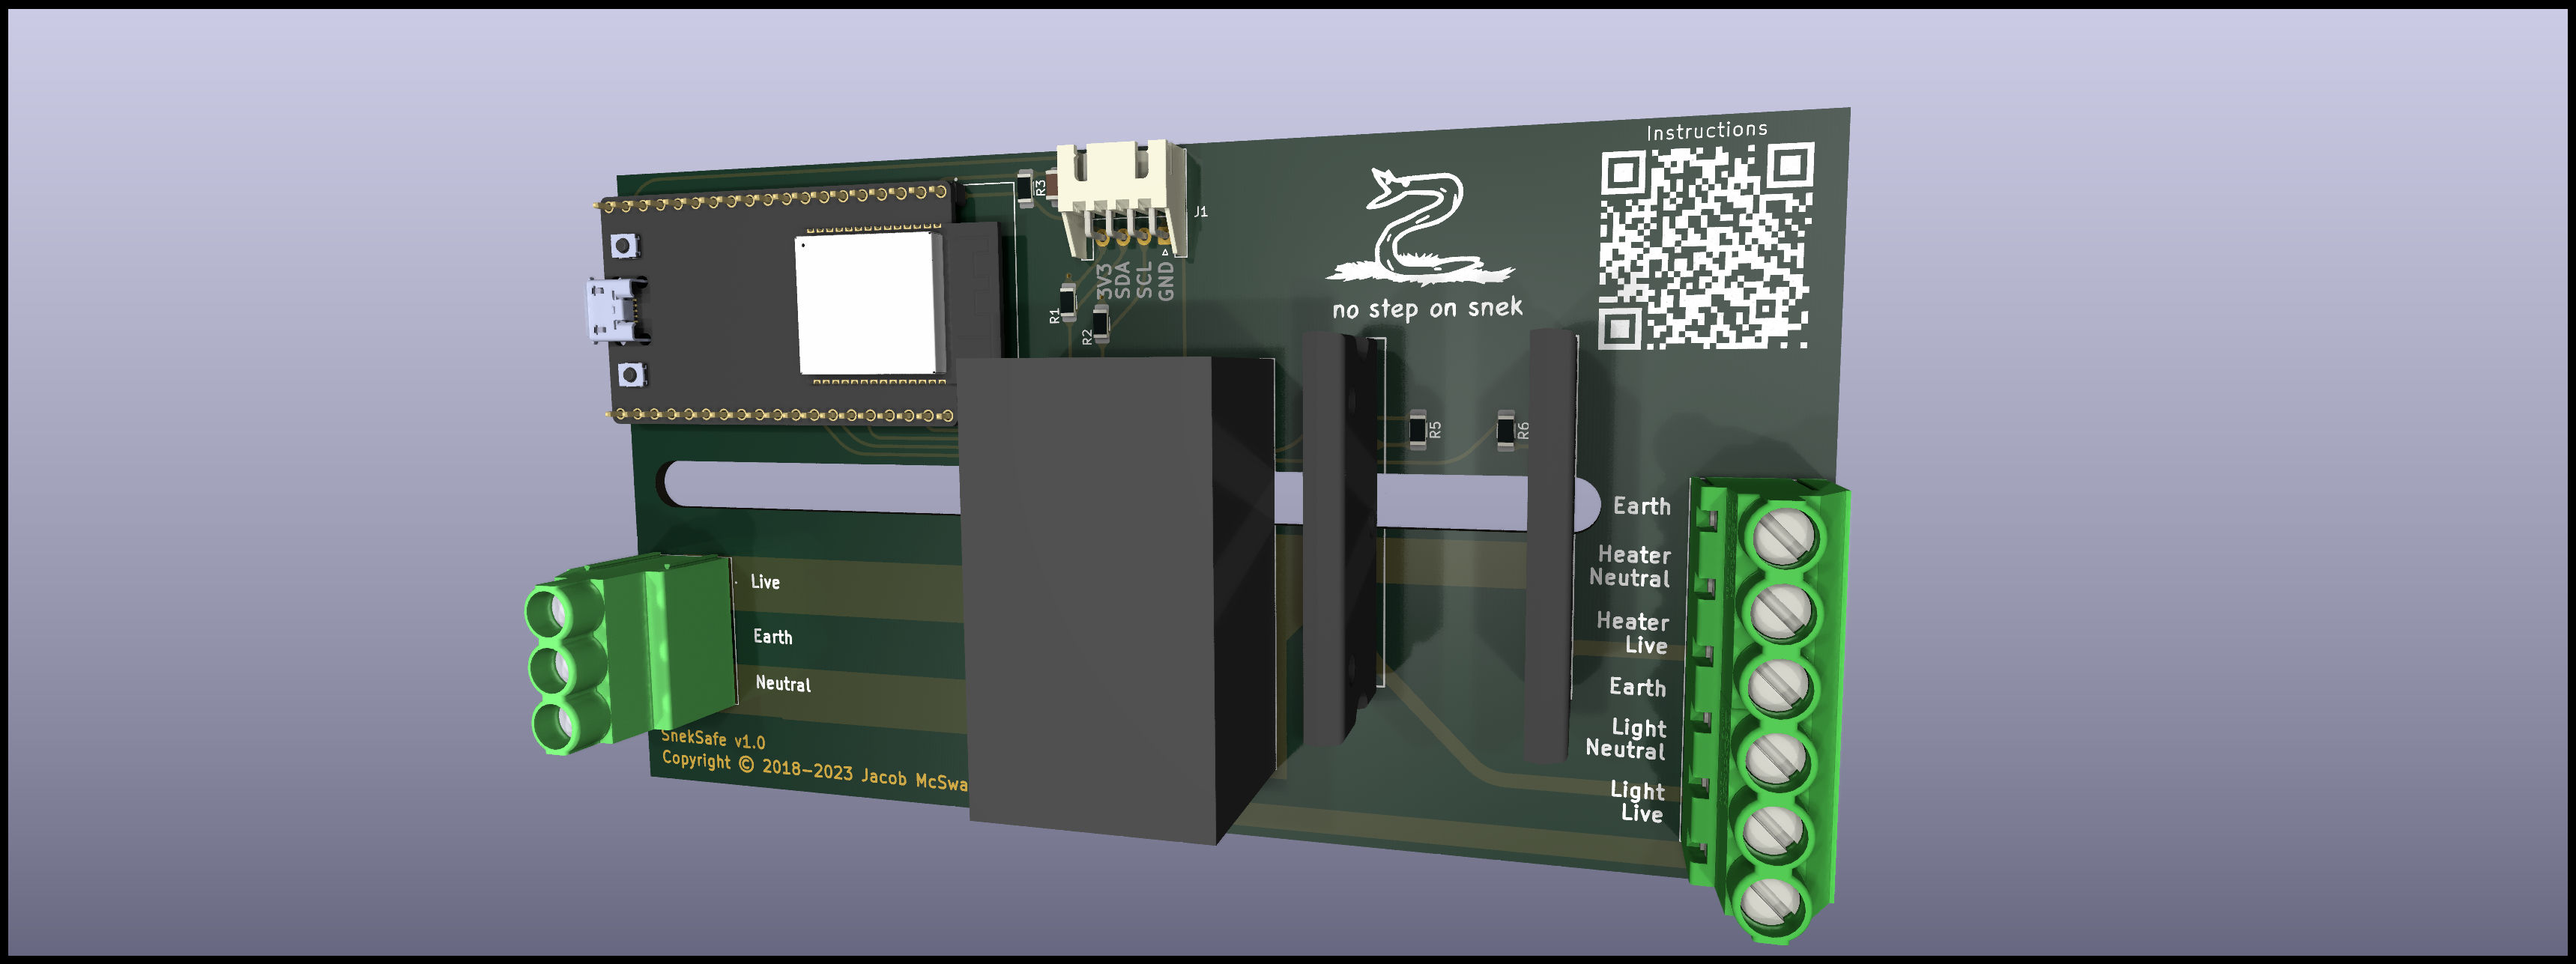 Instructions
R3
J1
3V3
SDA
SCL
GND
R1
R2
no step on snek
R5
R6
Earth
Heater
Neutral
Heater
Live
Earth
Light
Neutral
Light
Live
Live
Earth
Neutral
SnekSafe v1.0
Copyright © 2018-2023 Jacob